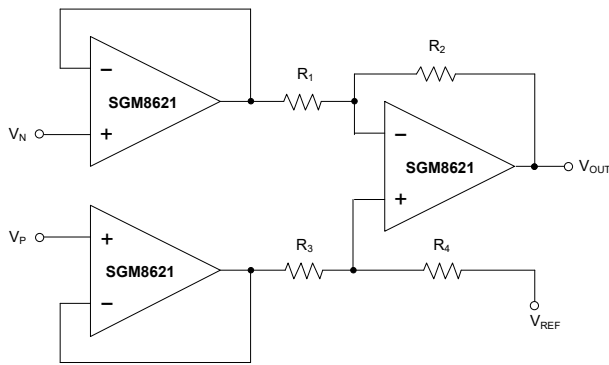 R₁
R₂
−
SGM8621
V_N
+
−
SGM8621
V_OUT
+
V_P
+
SGM8621
−
R₃
R₄
V_REF